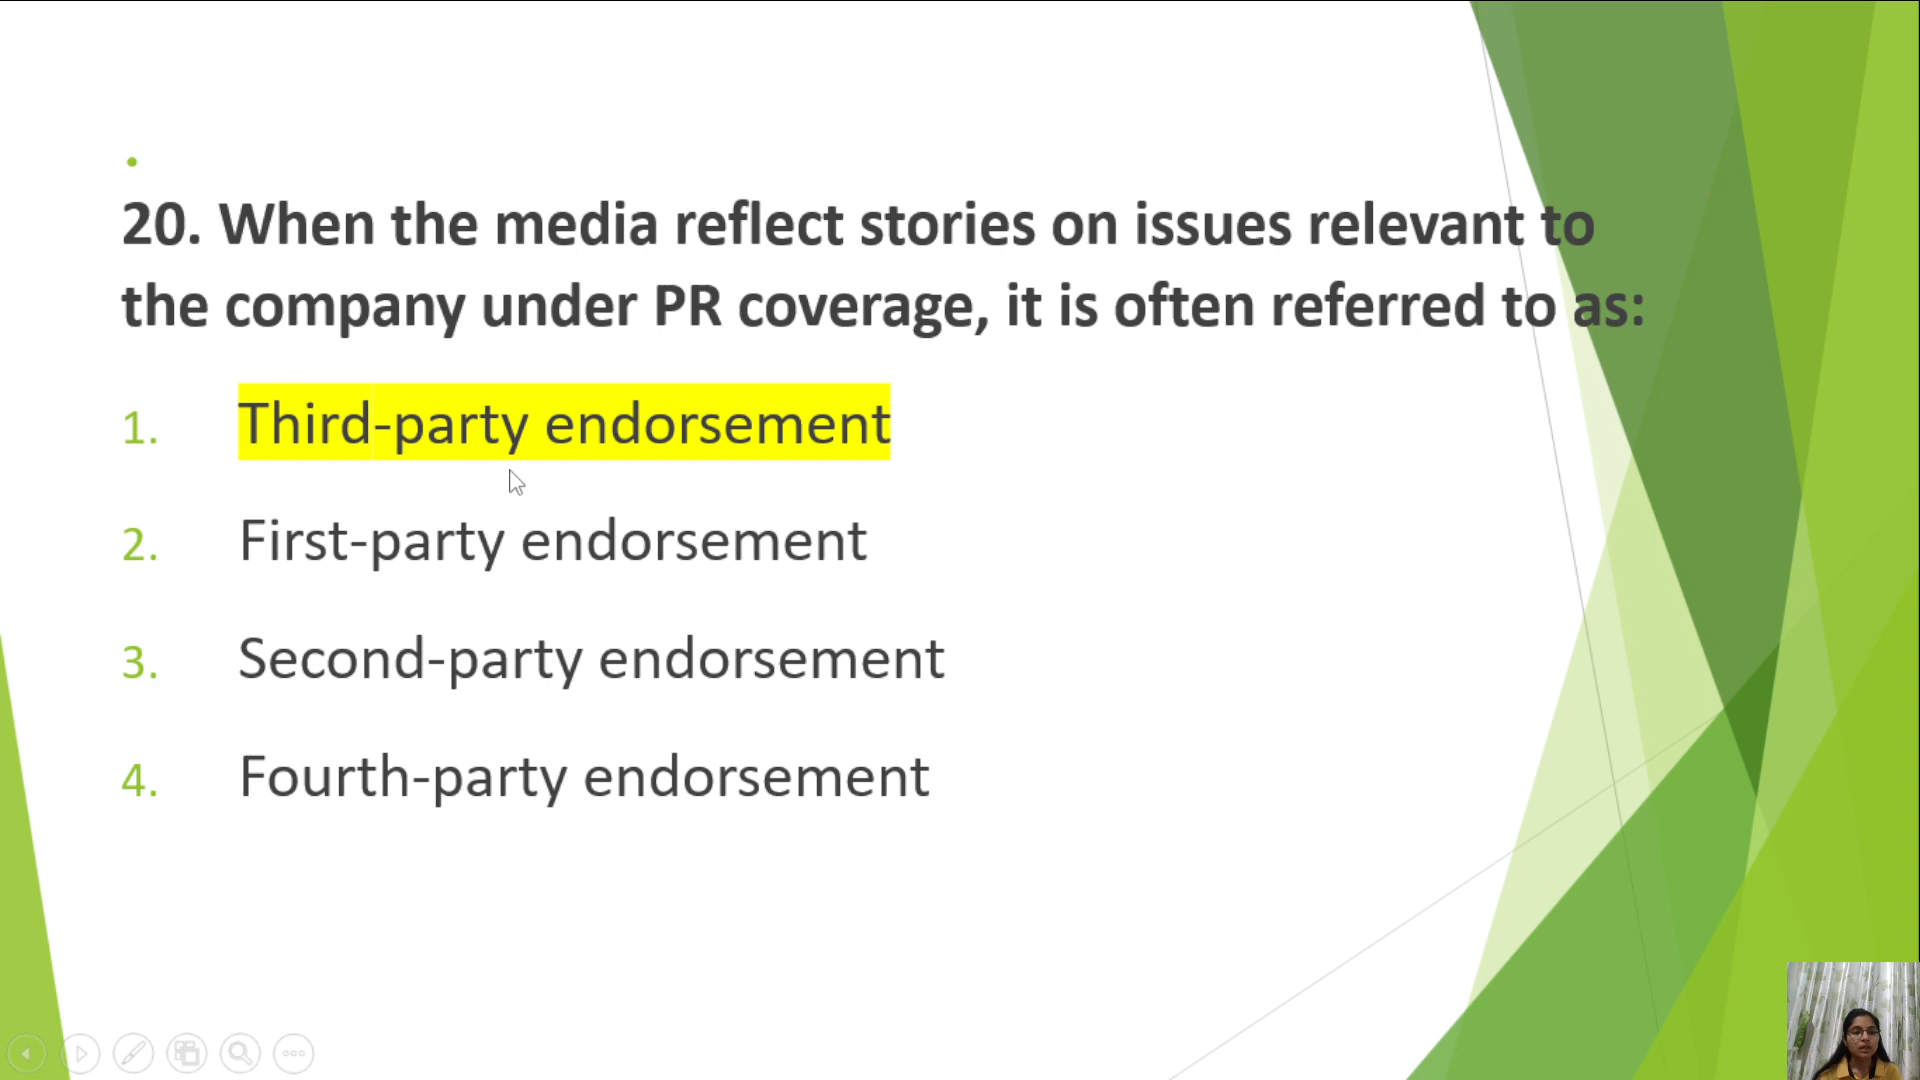 20. When the media reflect stories on issues relevant to
the company under PR coverage, it is often referred to as:
1. Third-party endorsement
2. First-party endorsement
3. Second-party endorsement
4. Fourth-party endorsement